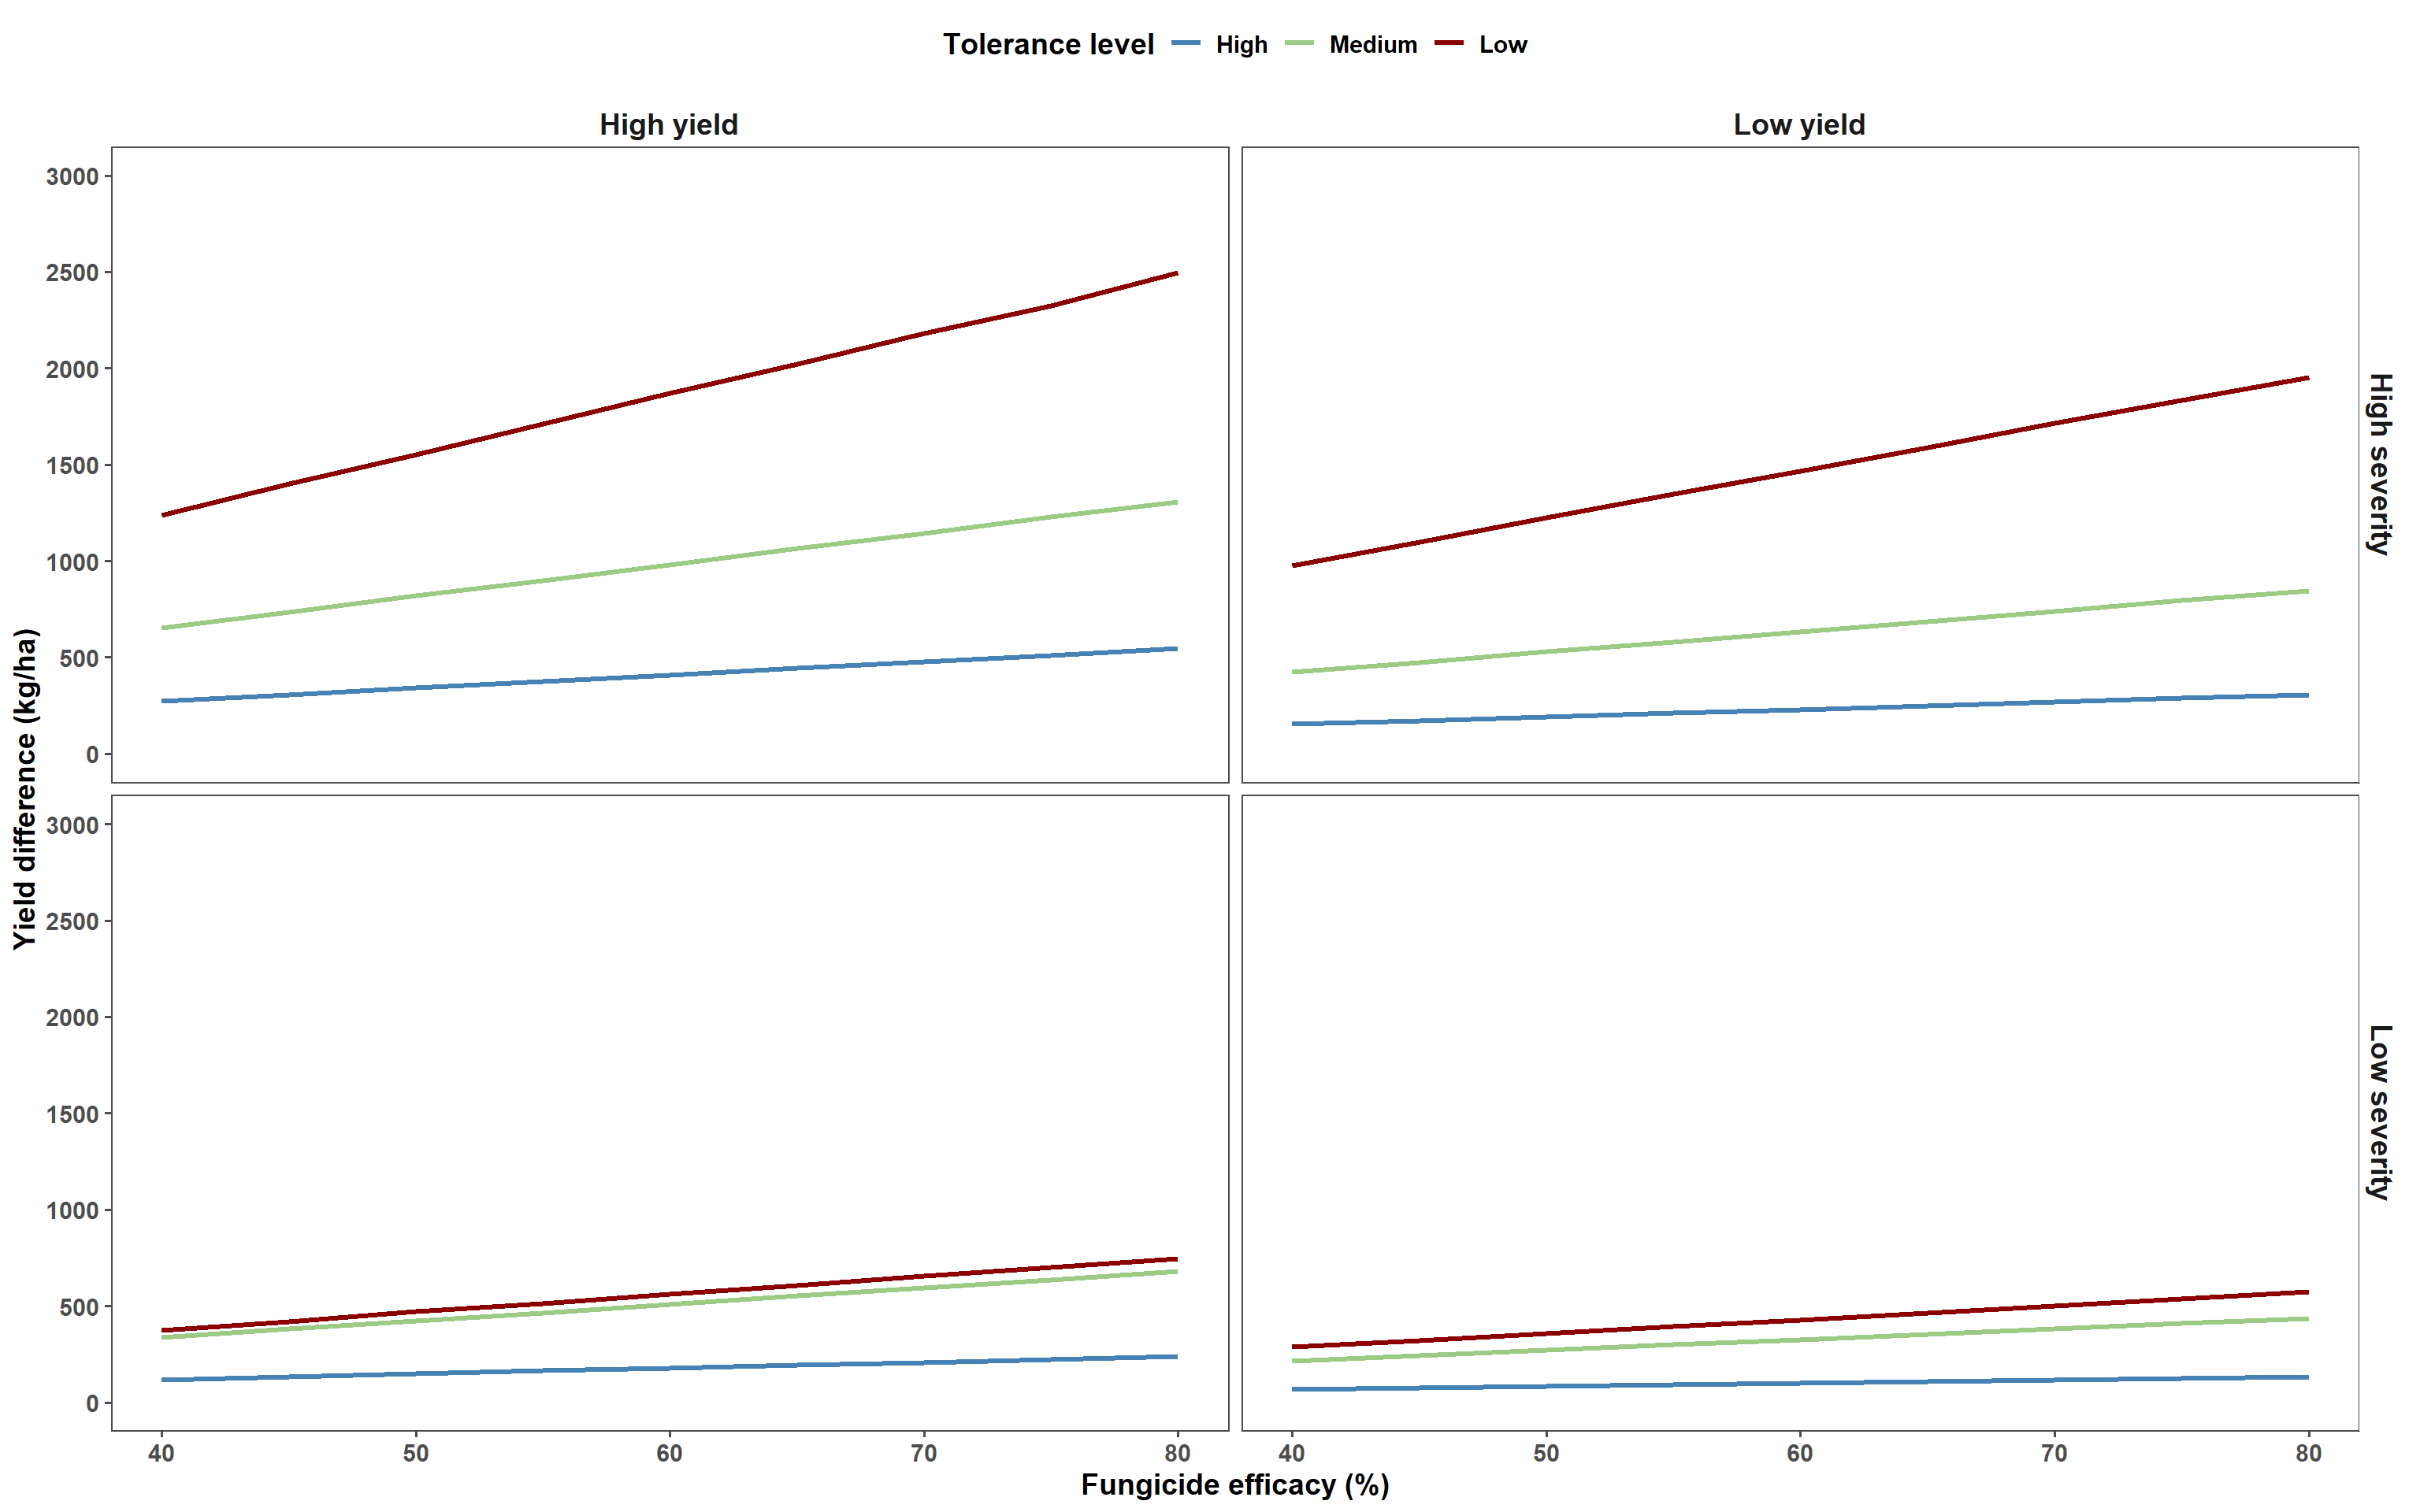 Tolerance level High Medium Low
High yield Low yield
3000
2500
2000
1500
1000
500
0
High severity
Yield difference (kg/ha)
3000
2500
2000
1500
1000
500
0
Low severity
40 50 60 70 80 40 50 60 70 80
Fungicide efficacy (%)